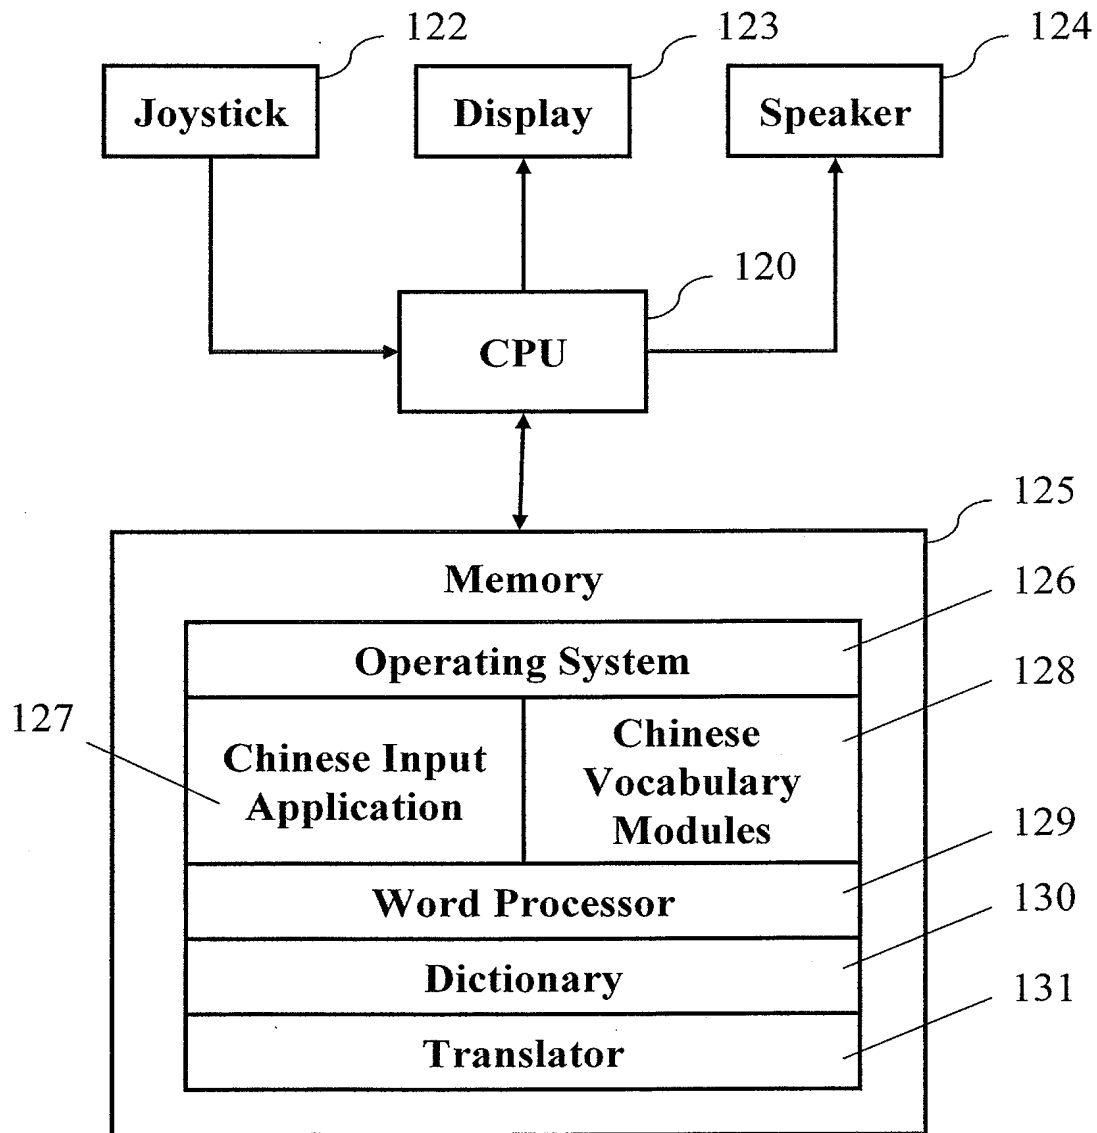 122
123
124
Joystick
Display
Speaker
120
CPU
125
Memory
126
Operating System
128
127
Chinese Input
Application
Chinese
Vocabulary
Modules
129
Word Processor
130
Dictionary
131
Translator